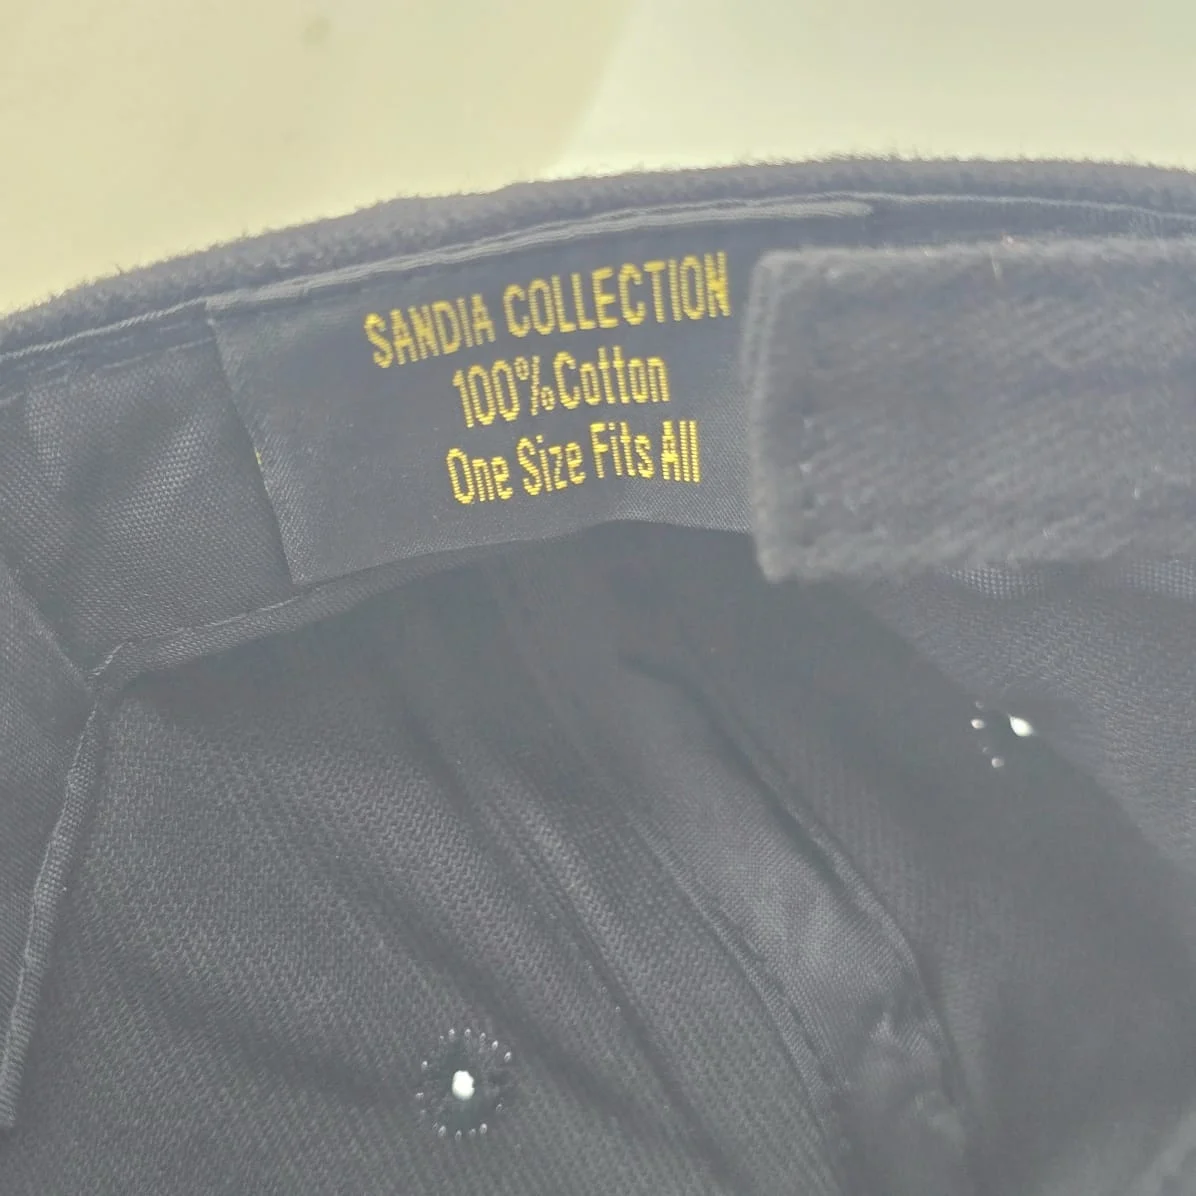 SANDIA COLLECTION
100% Cotton
One Size Fits All